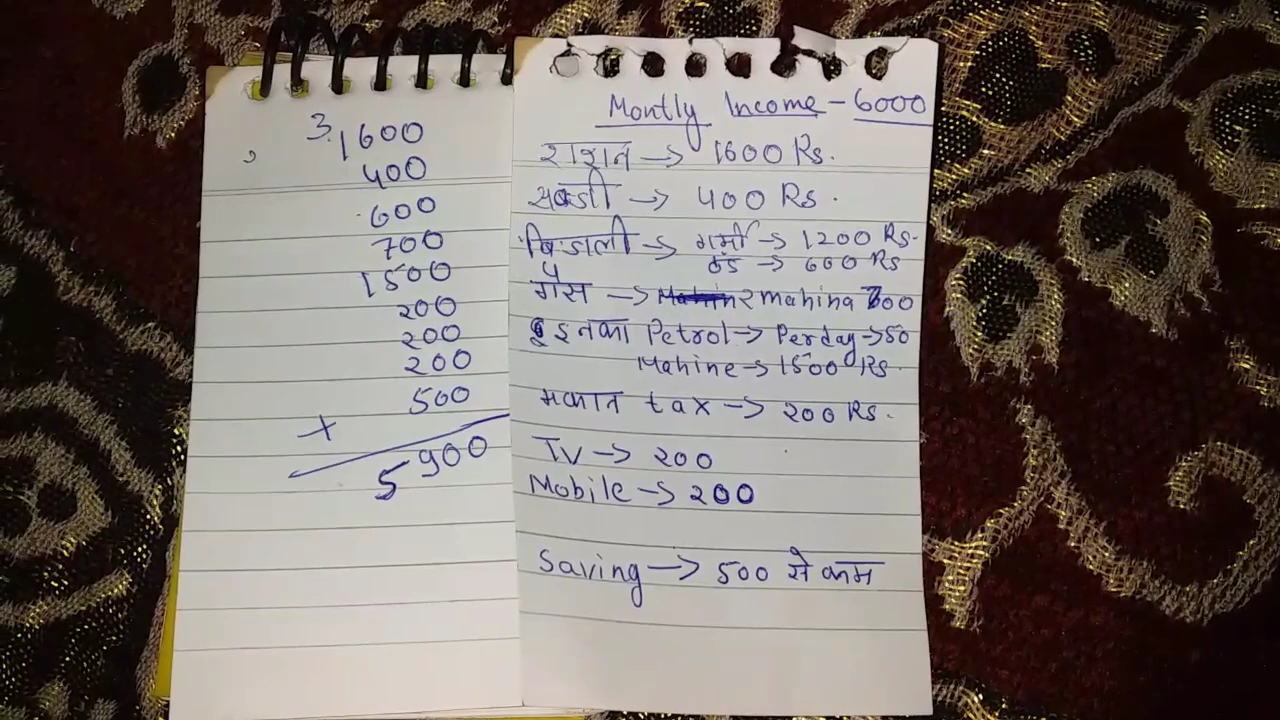 3.
1600
400
600
700
1500
200
200
200
500
+
5900
Montly Income - 6000
राशन → 1600 Rs.
सब्जी → 400 Rs.
बिजली → गर्मी → 1200 Rs.
ठंड → 600 Rs
गैस → 2 mahina 700
इनका Petrol → Perday → 50
Mahine → 1500 Rs.
मकान tax → 200 Rs.
TV → 200
Mobile → 200
Saving → 500 से कम